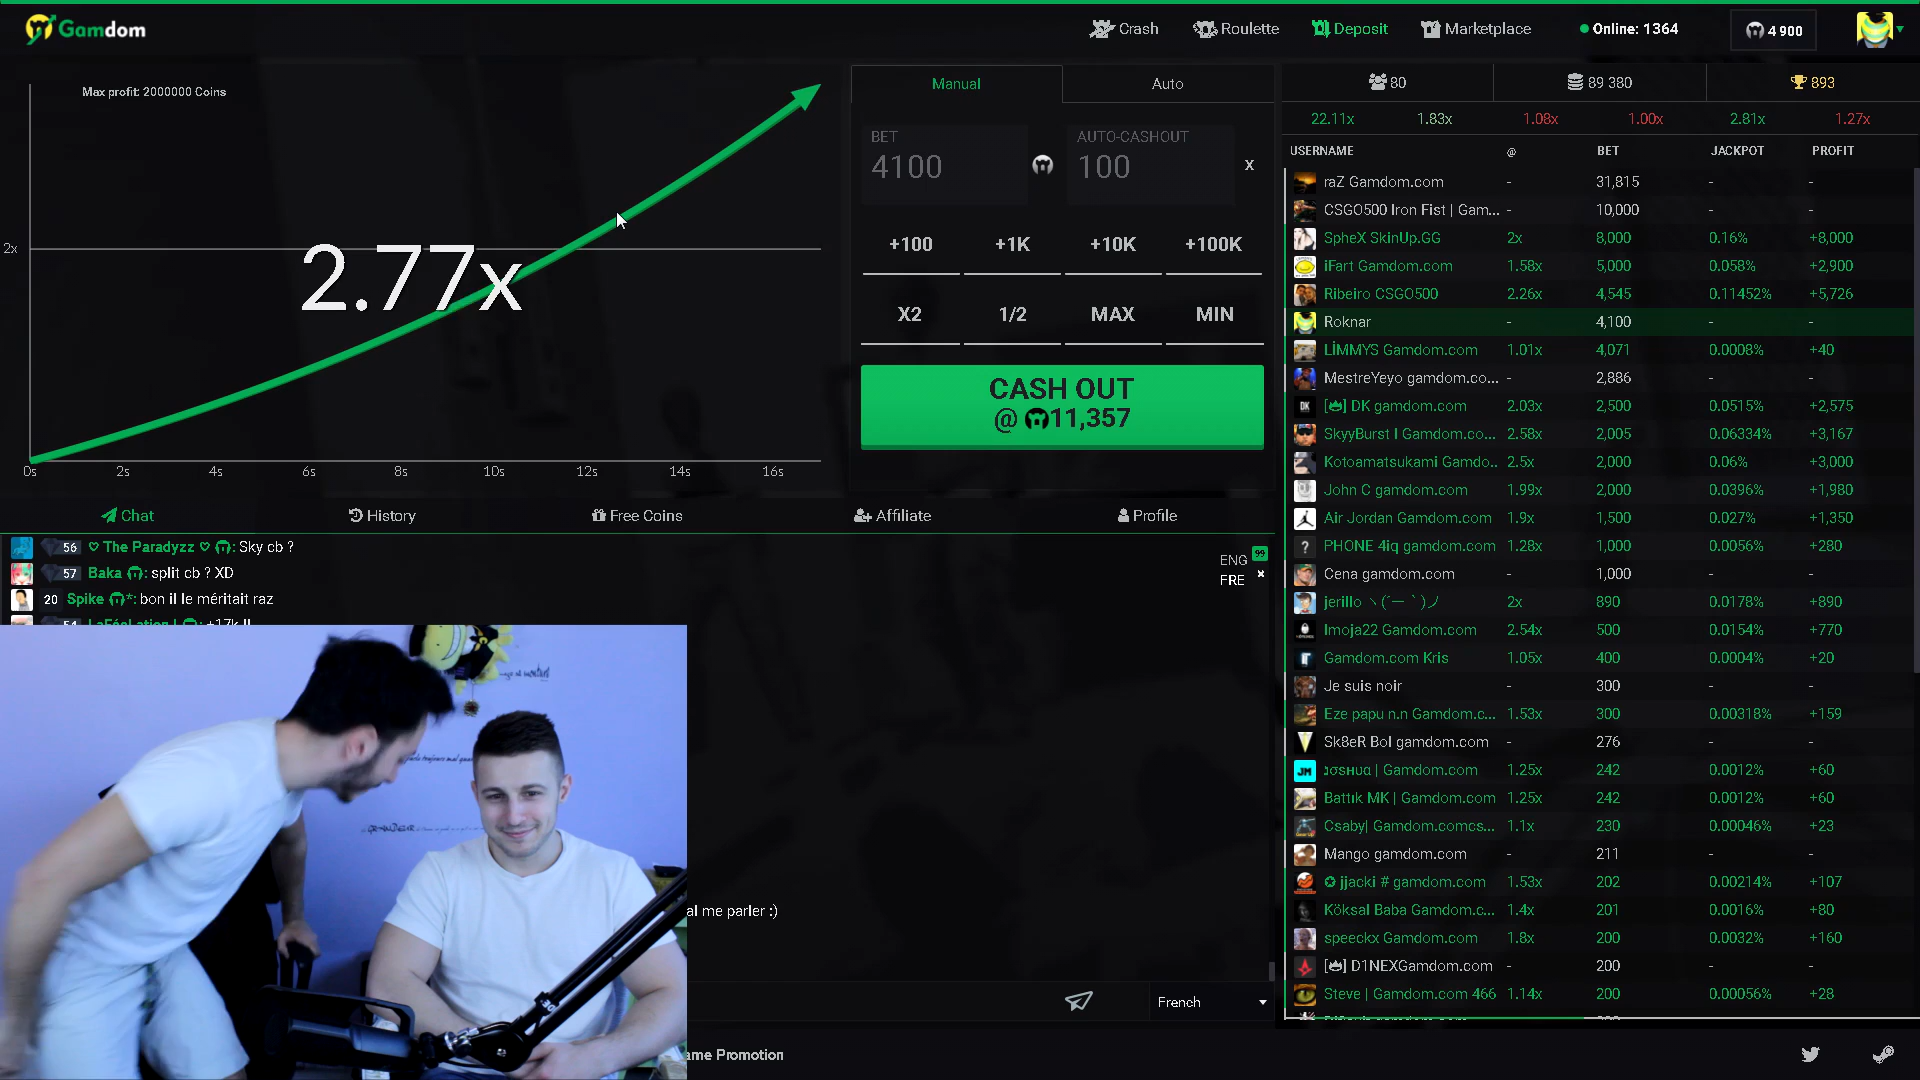 Gamdom
Crash
Roulette
Deposit
Marketplace
Online: 1364
4 900
Max profit: 2000000 Coins
2x
2.77x
0s 2s 4s 6s 8s 10s 12s 14s 16s
Manual
Auto
BET
4100
AUTO-CASHOUT
100
x
+100 +1K +10K +100K
X2 1/2 MAX MIN
CASH OUT
@ 11,357
80
89 380
893
22.11x 1.83x 1.08x 1.00x 2.81x 1.27x
USERNAME @ BET JACKPOT PROFIT
raZ Gamdom.com - 31,815 - -
CSGO500 Iron Fist | Gam... - 10,000 - -
SpheX SkinUp.GG 2x 8,000 0.16% +8,000
iFart Gamdom.com 1.58x 5,000 0.058% +2,900
Ribeiro CSGO500 2.26x 4,545 0.11452% +5,726
Roknar - 4,100 - -
LİMMYS Gamdom.com 1.01x 4,071 0.0008% +40
MestreYeyo gamdom.co... - 2,886 - -
DK [] DK gamdom.com 2.03x 2,500 0.0515% +2,575
SkyyBurst I Gamdom.co... 2.58x 2,005 0.06334% +3,167
Kotoamatsukami Gamdo.. 2.5x 2,000 0.06% +3,000
John C gamdom.com 1.99x 2,000 0.0396% +1,980
Air Jordan Gamdom.com 1.9x 1,500 0.027% +1,350
? PHONE 4iq gamdom.com 1.28x 1,000 0.0056% +280
Cena gamdom.com - 1,000 - -
jerillo ヽ(´ー｀)ノ 2x 890 0.0178% +890
Imoja22 Gamdom.com 2.54x 500 0.0154% +770
Gamdom.com Kris 1.05x 400 0.0004% +20
Je suis noir - 300 - -
Eze papu n.n Gamdom.c... 1.53x 300 0.00318% +159
Sk8eR BoI gamdom.com - 276 - -
JM נσsнυα | Gamdom.com 1.25x 242 0.0012% +60
Battık MK | Gamdom.com 1.25x 242 0.0012% +60
Csaby| Gamdom.comcs... 1.1x 230 0.00046% +23
Mango gamdom.com - 211 - -
✪ jjacki # gamdom.com 1.53x 202 0.00214% +107
Köksal Baba Gamdom.c... 1.4x 201 0.0016% +80
speeckx Gamdom.com 1.8x 200 0.0032% +160
[] D1NEXGamdom.com - 200 - -
Steve | Gamdom.com 466 1.14x 200 0.00056% +28
Chat
History
Free Coins
Affiliate
Profile
56 ♡ The Paradyzz ♡ : Sky cb ?
57 Baka : split cb ? XD
20 Spike *: bon il le méritait raz
+17k !!
ENG 99
FRE ×
al me parler :)
French
ame Promotion